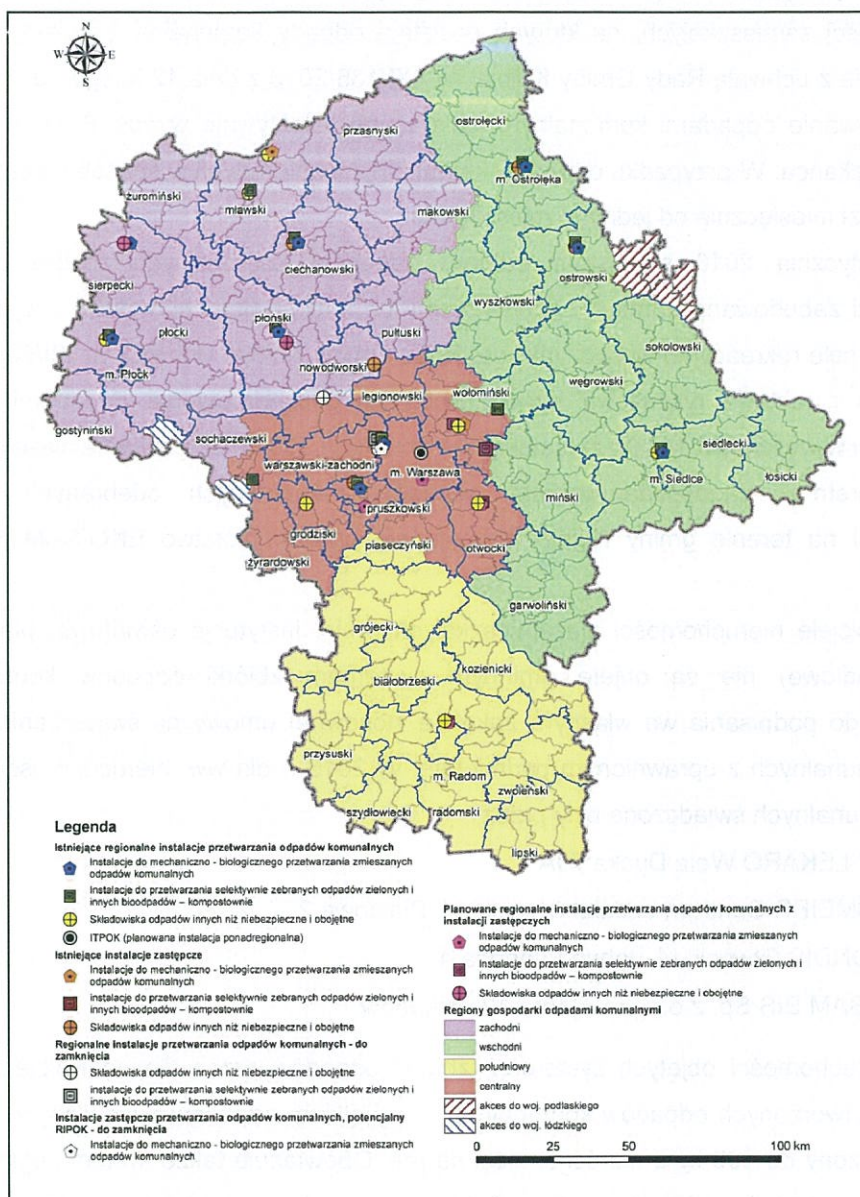 N
W E
S
ostrołęcki
przasnyski
m. Ostrołęka
żuromiński
mławski
makowski
ciechanowski
ostrowski
sierpecki
wyszkowski
płocki
płoński
pułtuski
sokołowski
m. Płock
nowodworski
węgrowski
legionowski
wołomiński
gostyniński
sochaczewski
siedlecki
warszawski-zachodni
m. Warszawa
m. Siedlce
łosicki
miński
pruszkowski
grodziski
otwocki
piaseczyński
żyrardowski
garwoliński
grójecki
kozienicki
białobrzeski
przysuski
m. Radom
zwoleński
szydłowiecki
radomski
lipski
Legenda
Istniejące regionalne instalacje przetwarzania odpadów komunalnych
Instalacje do mechaniczno - biologicznego przetwarzania zmieszanych
odpadów komunalnych
Instalacje do przetwarzania selektywnie zebranych odpadów zielonych i
innych bioodpadów – kompostownie
Składowiska odpadów innych niż niebezpieczne i obojętne
ITPOK (planowana instalacja ponadregionalna)
Istniejące instalacje zastępcze
Instalacje do mechaniczno - biologicznego przetwarzania zmieszanych
odpadów komunalnych
instalacje do przetwarzania selektywnie zebranych odpadów zielonych i
innych bioodpadów – kompostownie
Składowiska odpadów innych niż niebezpieczne i obojętne
Regionalne instalacje przetwarzania odpadów komunalnych - do
zamknięcia
Składowiska odpadów innych niż niebezpieczne i obojętne
instalacje do przetwarzania selektywnie zebranych odpadów zielonych i
innych bioodpadów – kompostownie
Instalacje zastępcze przetwarzania odpadów komunalnych, potencjalny
RIPOK - do zamknięcia
Instalacje do mechaniczno - biologicznego przetwarzania zmieszanych
odpadów komunalnych
Planowane regionalne instalacje przetwarzania odpadów komunalnych i
instalacji zastępczych
Instalacje do mechaniczno - biologicznego przetwarzania zmieszanych
odpadów komunalnych
instalacje do przetwarzania selektywnie zebranych odpadów zielonych i
innych bioodpadów – kompostownie
Składowiska odpadów innych niż niebezpieczne i obojętne
Regiony gospodarki odpadami komunalnymi
zachodni
wschodni
południowy
centralny
akces do woj. podlaskiego
akces do woj. łódzkiego
0 25 50 100 km